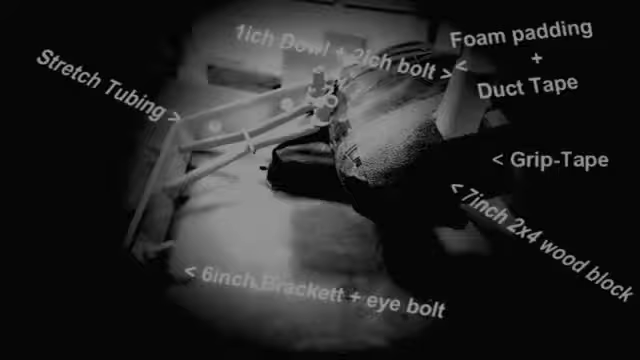 1ich Dowl + 2ich bolt >
Foam padding
<
+
Duct Tape
Stretch Tubing >
< Grip-Tape
< 7inch 2x4 wood block
< 6inch Brackett + eye bolt